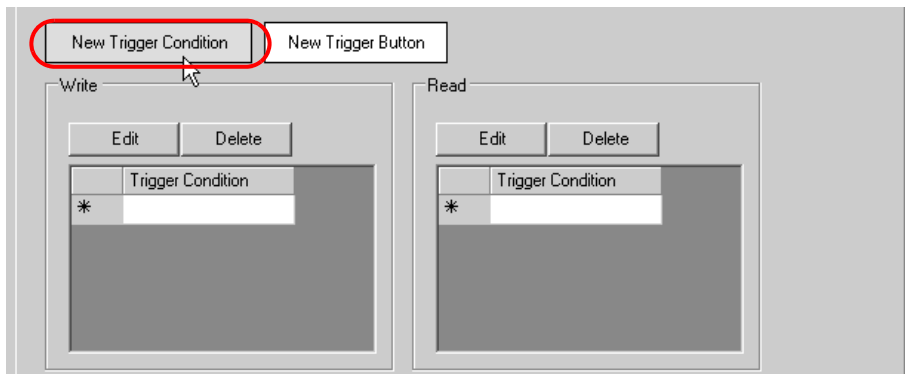 New Trigger Condition New Trigger Button
Write Read
Edit Delete Edit Delete
Trigger Condition Trigger Condition
* *